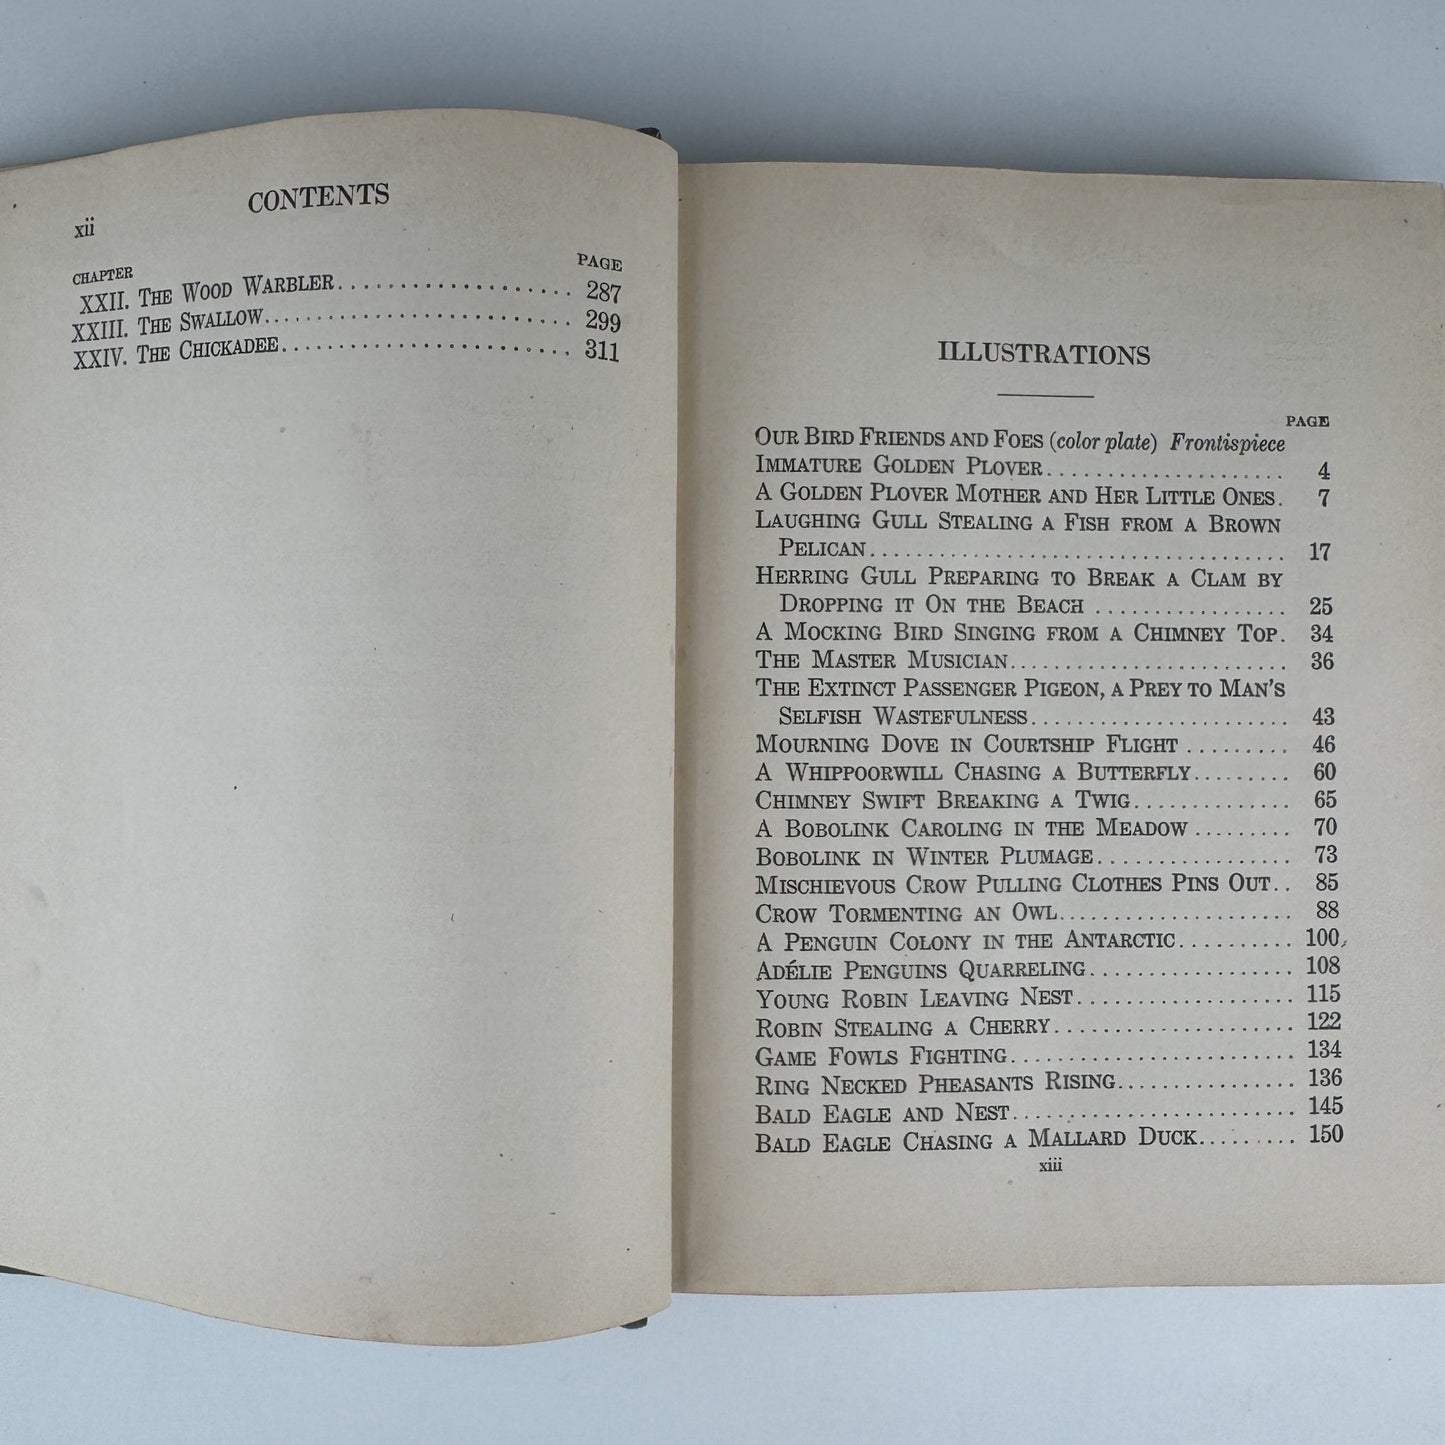 CONTENTS
xii
CHAPTER PAGE
XXII. THE WOOD WARBLER.................... 287
XXIII. THE SWALLOW........................... 299
XXIV. THE CHICKADEE.......................... 311
ILLUSTRATIONS
PAGE
OUR BIRD FRIENDS AND FOES (color plate) Frontispiece
IMMATURE GOLDEN PLOVER........................ 4
A GOLDEN PLOVER MOTHER AND HER LITTLE ONES. 7
LAUGHING GULL STEALING A FISH FROM A BROWN
PELICAN.................................... 17
HERRING GULL PREPARING TO BREAK A CLAM BY
DROPPING IT ON THE BEACH ................. 25
A MOCKING BIRD SINGING FROM A CHIMNEY TOP. 34
THE MASTER MUSICIAN........................ 36
THE EXTINCT PASSENGER PIGEON, A PREY TO MAN'S
SELFISH WASTEFULNESS....................... 43
MOURNING DOVE IN COURTSHIP FLIGHT ......... 46
A WHIPPOORWILL CHASING A BUTTERFLY......... 60
CHIMNEY SWIFT BREAKING A TWIG.............. 65
A BOBOLINK CAROLING IN THE MEADOW ......... 70
BOBOLINK IN WINTER PLUMAGE................. 73
MISCHIEVOUS CROW PULLING CLOTHES PINS OUT.. 85
CROW TORMENTING AN OWL..................... 88
A PENGUIN COLONY IN THE ANTARCTIC.......... 100
ADÉLIE PENGUINS QUARRELING.................. 108
YOUNG ROBIN LEAVING NEST.................... 115
ROBIN STEALING A CHERRY...................... 122
GAME FOWLS FIGHTING......................... 134
RING NECKED PHEASANTS RISING................ 136
BALD EAGLE AND NEST......................... 145
BALD EAGLE CHASING A MALLARD DUCK......... 150
xiii